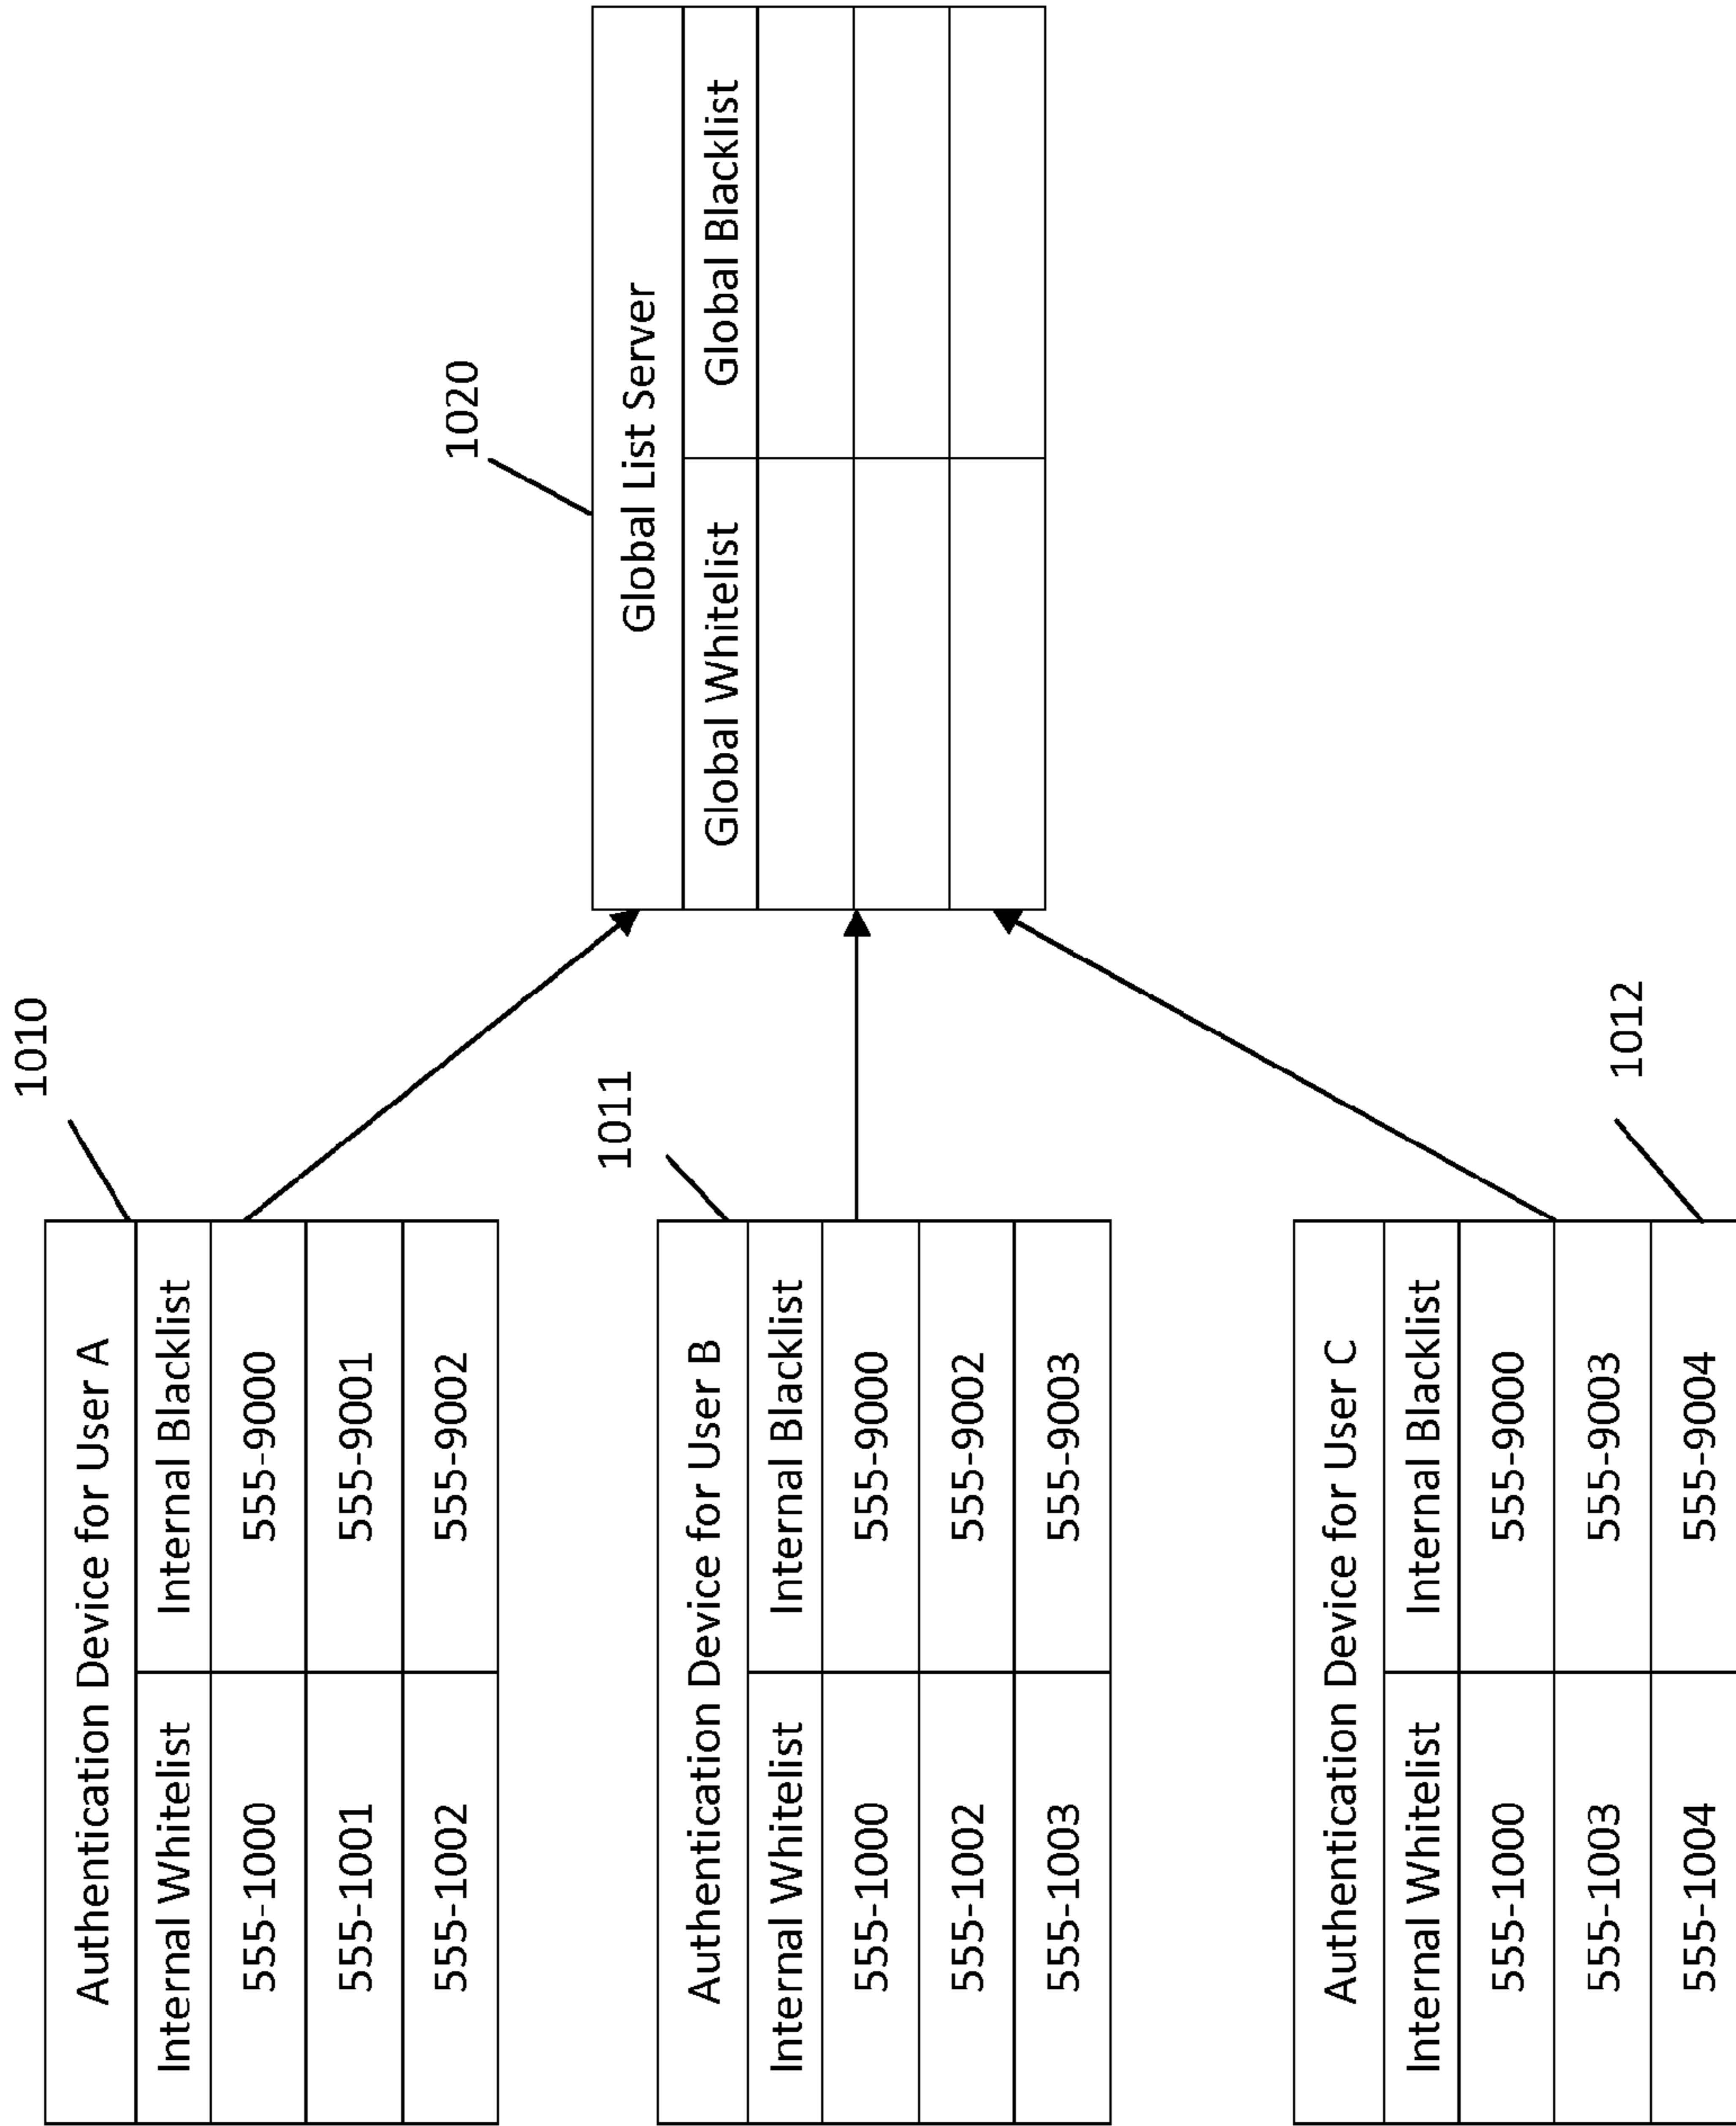 1010
Authentication Device for User A
Internal Whitelist Internal Blacklist
555-1000 555-9000
555-1001 555-9001
555-1002 555-9002
1011
Authentication Device for User B
Internal Whitelist Internal Blacklist
555-1000 555-9000
555-1002 555-9002
555-1003 555-9003
Authentication Device for User C
Internal Whitelist Internal Blacklist
555-1000 555-9000
555-1003 555-9003
555-1004 555-9004
1012
1020
Global List Server
Global Whitelist Global Blacklist